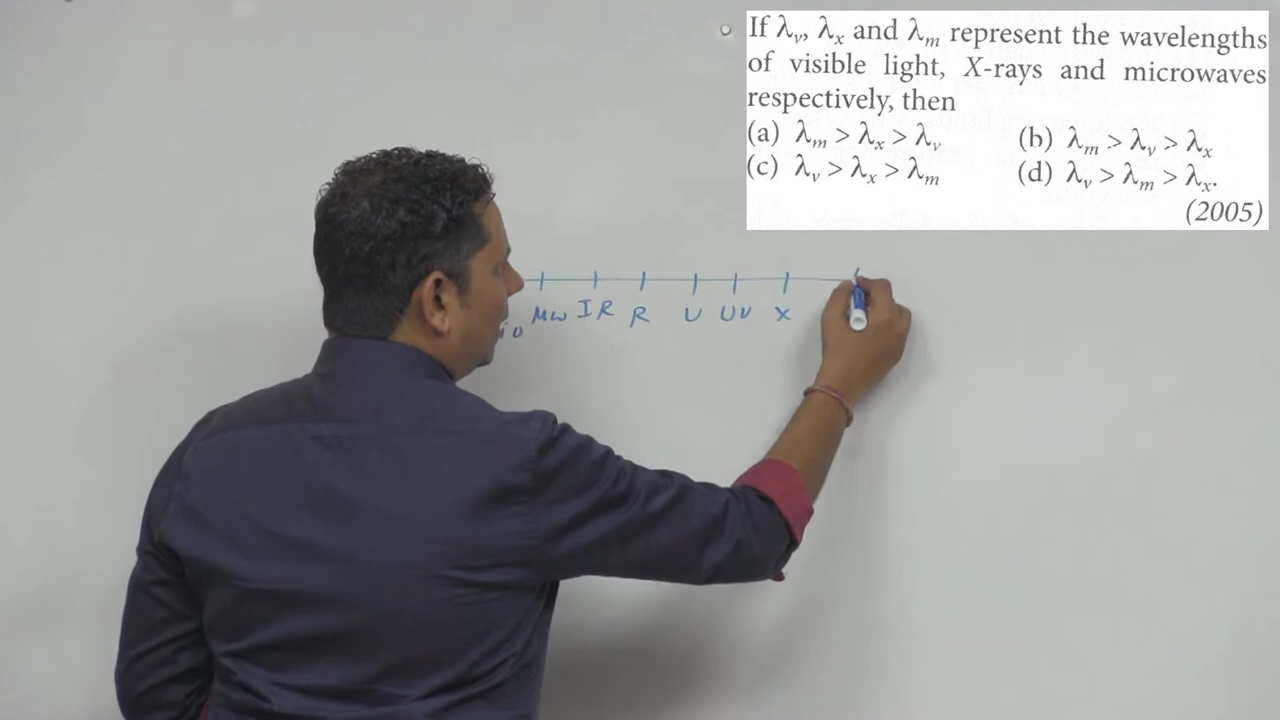 If λᵥ, λₓ and λₘ represent the wavelengths
of visible light, X-rays and microwaves
respectively, then
(a) λₘ > λₓ > λᵥ (b) λₘ > λᵥ > λₓ
(c) λᵥ > λₓ > λₘ (d) λᵥ > λₘ > λₓ.
(2005)
MW IR R U UV X